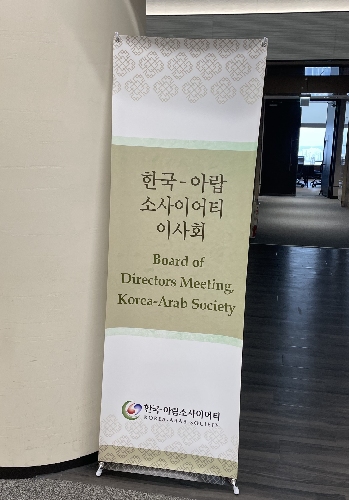 한국-아랍
소사이어티
이사회
Board of
Directors Meeting,
Korea-Arab Society
한국-아랍소사이어티
KOREA-ARAB SOCIETY